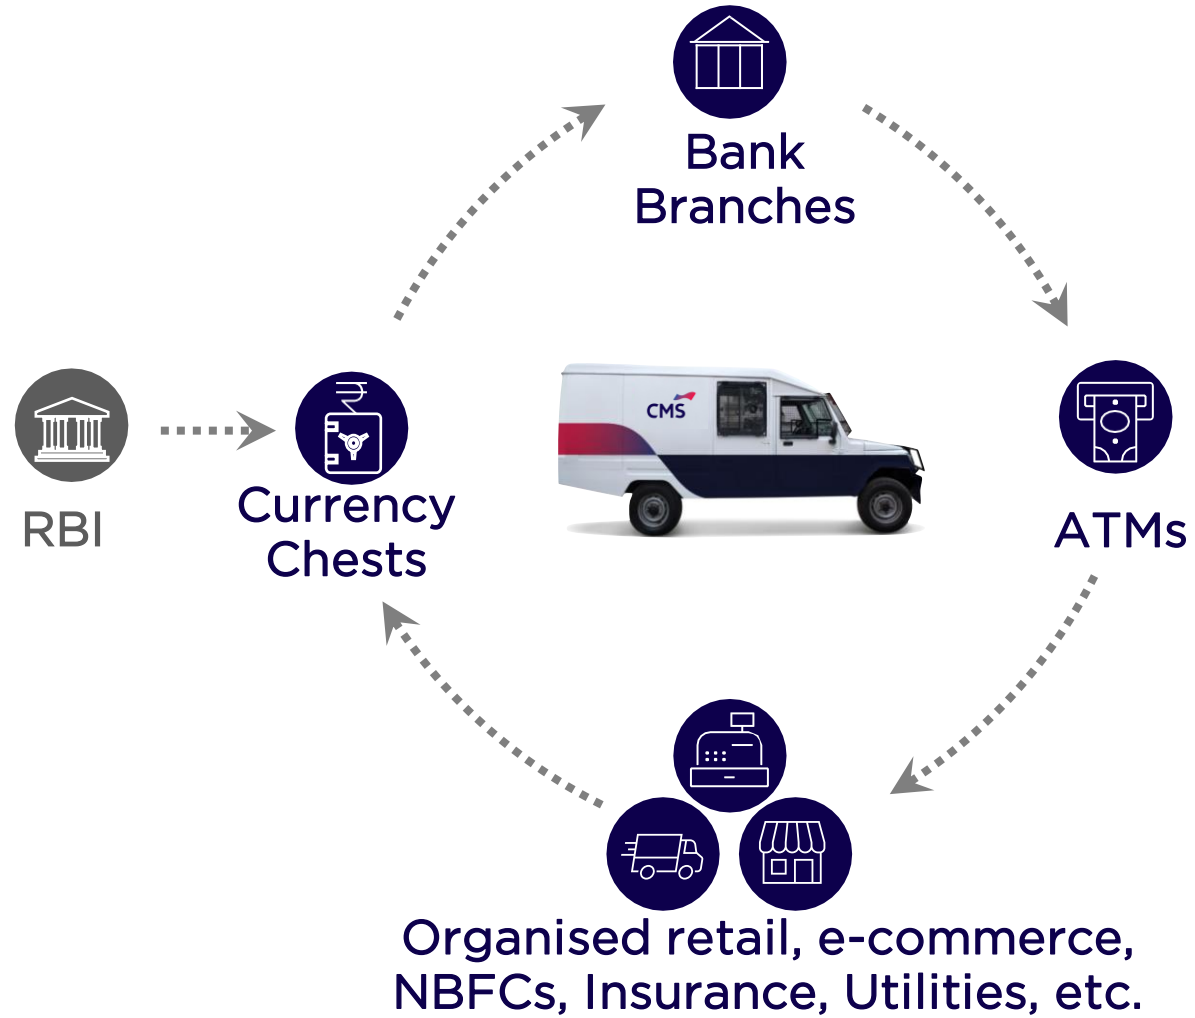 Bank
Branches
CMS
RBI
Currency
Chests
ATMs
Organised retail, e-commerce,
NBFCs, Insurance, Utilities, etc.